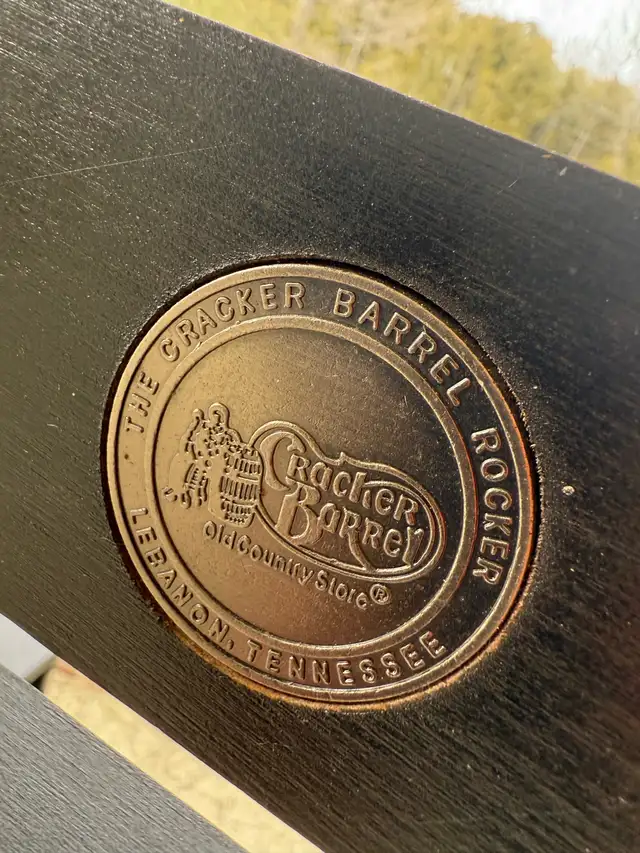 THE CRACKER BARREL ROCKER
Cracker
Barrel
Old Country Store®
LEBANON, TENNESSEE